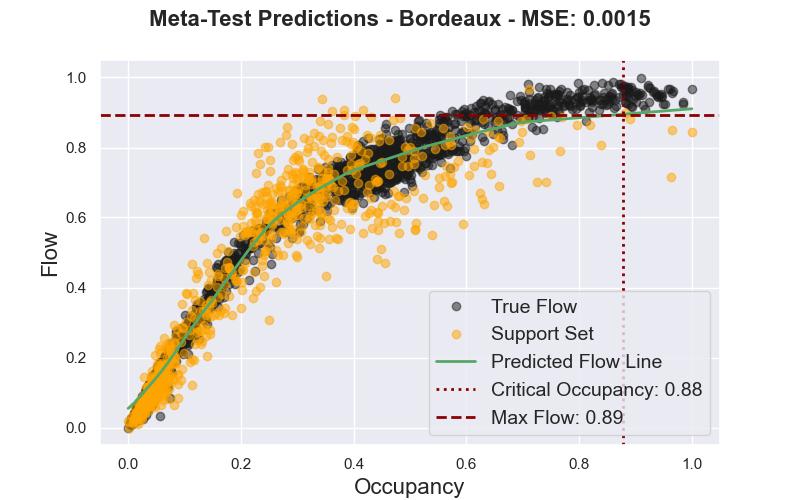 Meta-Test Predictions - Bordeaux - MSE: 0.0015
1.0
0.8
0.6
0.4
0.2
0.0
Flow
True Flow
Support Set
Predicted Flow Line
Critical Occupancy: 0.88
Max Flow: 0.89
0.0 0.2 0.4 0.6 0.8 1.0
Occupancy